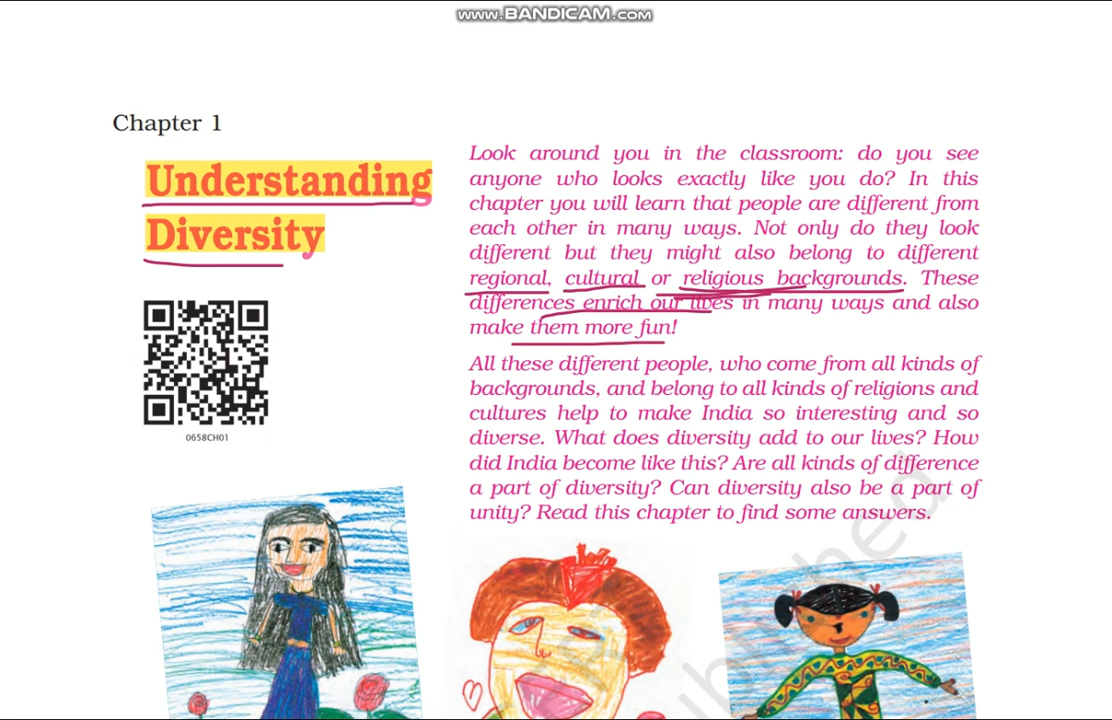 www.BANDICAM.com
Chapter 1
Understanding
Diversity
0658CH01
Look around you in the classroom: do you see
anyone who looks exactly like you do? In this
chapter you will learn that people are different from
each other in many ways. Not only do they look
different but they might also belong to different
regional, cultural or religious backgrounds. These
differences enrich our lives in many ways and also
make them more fun!
All these different people, who come from all kinds of
backgrounds, and belong to all kinds of religions and
cultures help to make India so interesting and so
diverse. What does diversity add to our lives? How
did India become like this? Are all kinds of difference
a part of diversity? Can diversity also be a part of
unity? Read this chapter to find some answers.